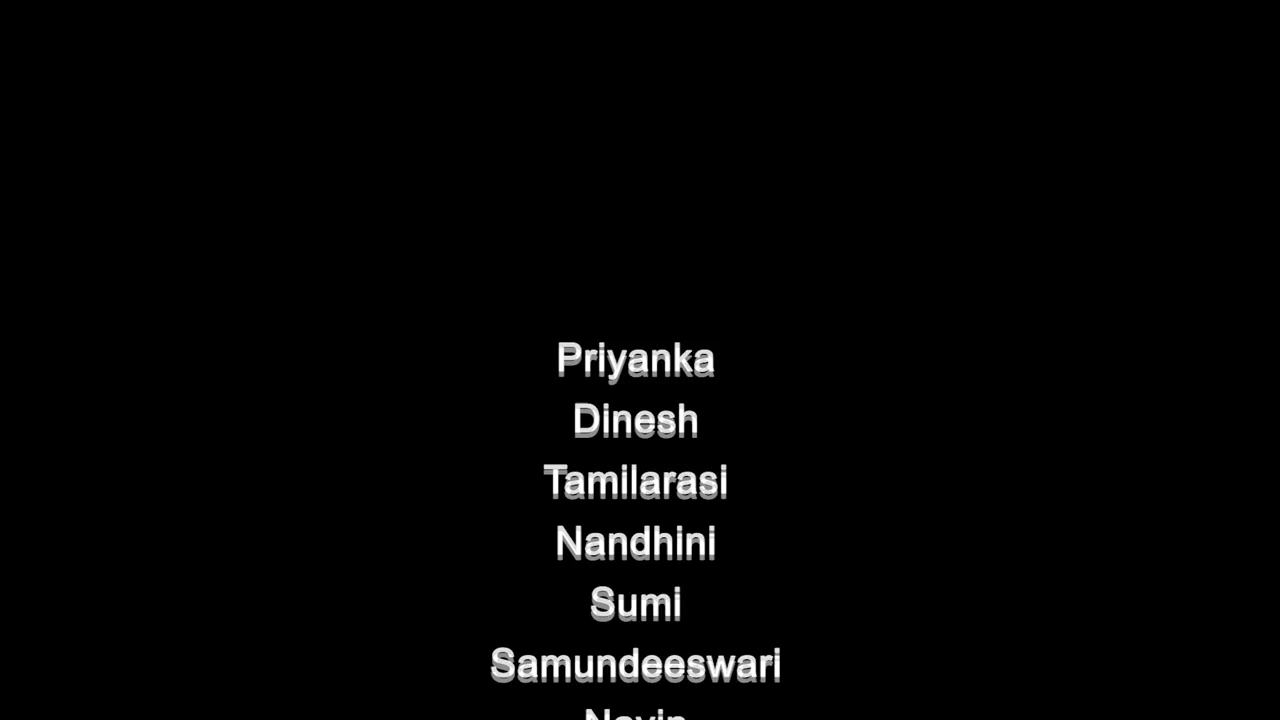 Priyanka
Dinesh
Tamilarasi
Nandhini
Sumi
Samundeeswari